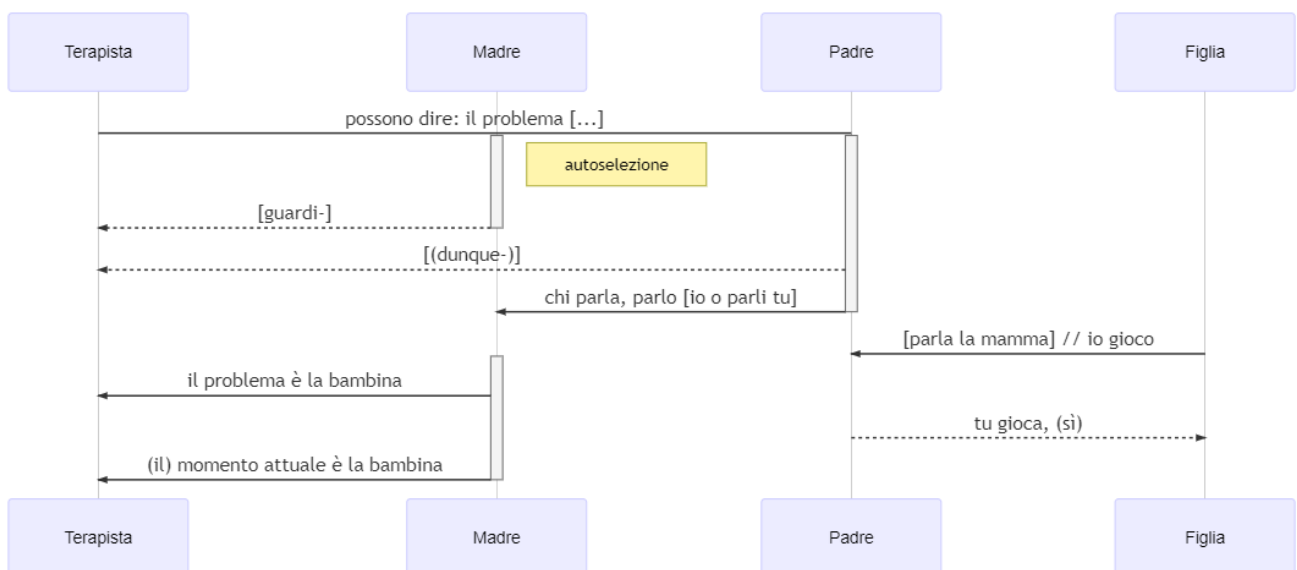 Terapista
Madre
Padre
Figlia
possono dire: il problema [...]
autoselezione
[guardi-]
[(dunque-)]
chi parla, parlo [io o parli tu]
[parla la mamma] // io gioco
il problema è la bambina
tu gioca, (sì)
(il) momento attuale è la bambina
Terapista
Madre
Padre
Figlia